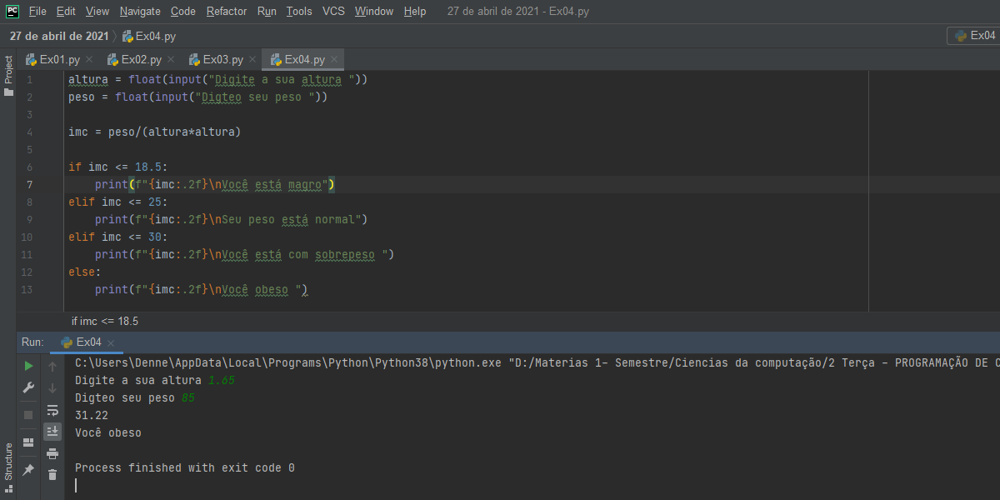 PC File Edit View Navigate Code Refactor Run Tools VCS Window Help 27 de abril de 2021 - Ex04.py
27 de abril de 2021 Ex04.py Ex04
Project
Ex01.py Ex02.py Ex03.py Ex04.py
1 altura = float(input("Digite a sua altura "))
2 peso = float(input("Digteo seu peso "))
3
4 imc = peso/(altura*altura)
5
6 if imc <= 18.5:
7 print(f"{imc:.2f}\nVocê está magro")
8 elif imc <= 25:
9 print(f"{imc:.2f}\nSeu peso está normal")
10 elif imc <= 30:
11 print(f"{imc:.2f}\nVocê está com sobrepeso ")
12 else:
13 print(f"{imc:.2f}\nVocê obeso ")
if imc <= 18.5
Run: Ex04
C:\Users\Denne\AppData\Local\Programs\Python\Python38\python.exe "D:/Materias 1- Semestre/Ciencias da computação/2 Terça - PROGRAMAÇÃO DE C
Digite a sua altura 1.65
Digteo seu peso 85
31.22
Você obeso
Process finished with exit code 0
Structure